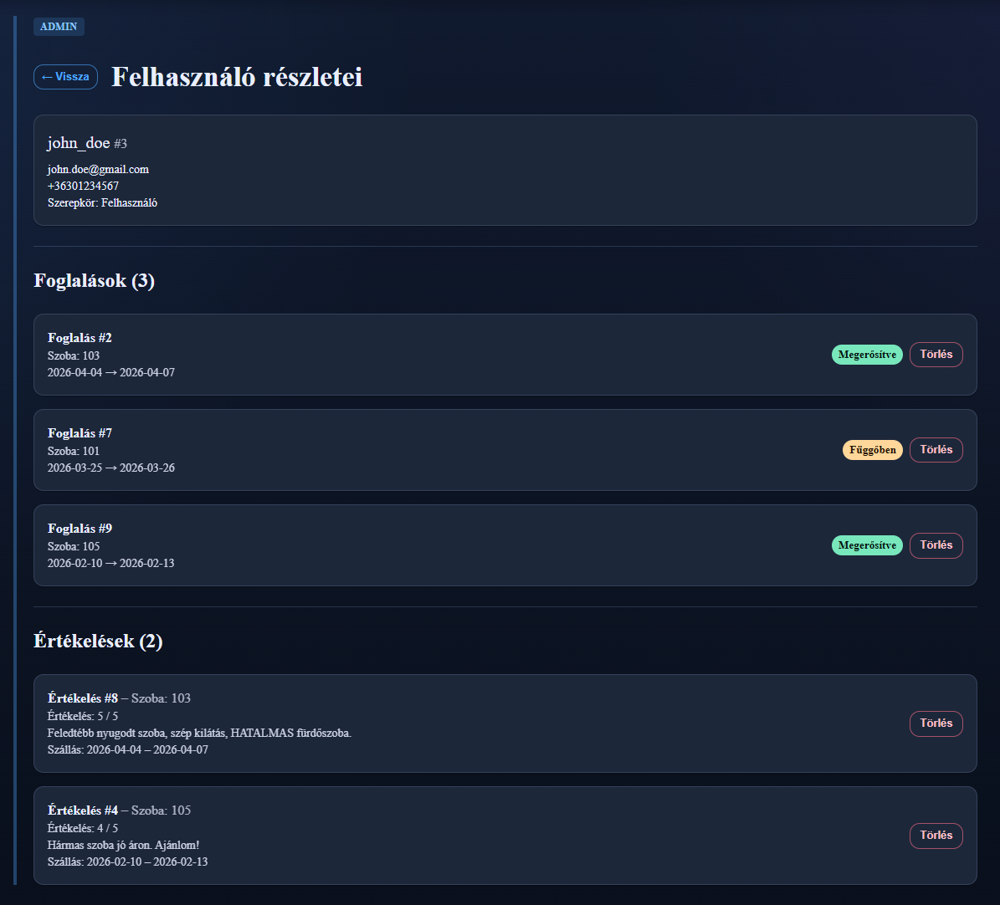 ADMIN
← Vissza
Felhasználó részletei
john_doe #3
john.doe@gmail.com
+36301234567
Szerepkör: Felhasználó
Foglalások (3)
Foglalás #2
Szoba: 103
2026-04-04 → 2026-04-07
Megerősítve
Törlés
Foglalás #7
Szoba: 101
2026-03-25 → 2026-03-26
Függőben
Törlés
Foglalás #9
Szoba: 105
2026-02-10 → 2026-02-13
Megerősítve
Törlés
Értékelések (2)
Értékelés #8 – Szoba: 103
Értékelés: 5 / 5
Feledtébb nyugodt szoba, szép kilátás, HATALMAS fürdőszoba.
Szállás: 2026-04-04 – 2026-04-07
Törlés
Értékelés #4 – Szoba: 105
Értékelés: 4 / 5
Hármas szoba jó áron. Ajánlom!
Szállás: 2026-02-10 – 2026-02-13
Törlés